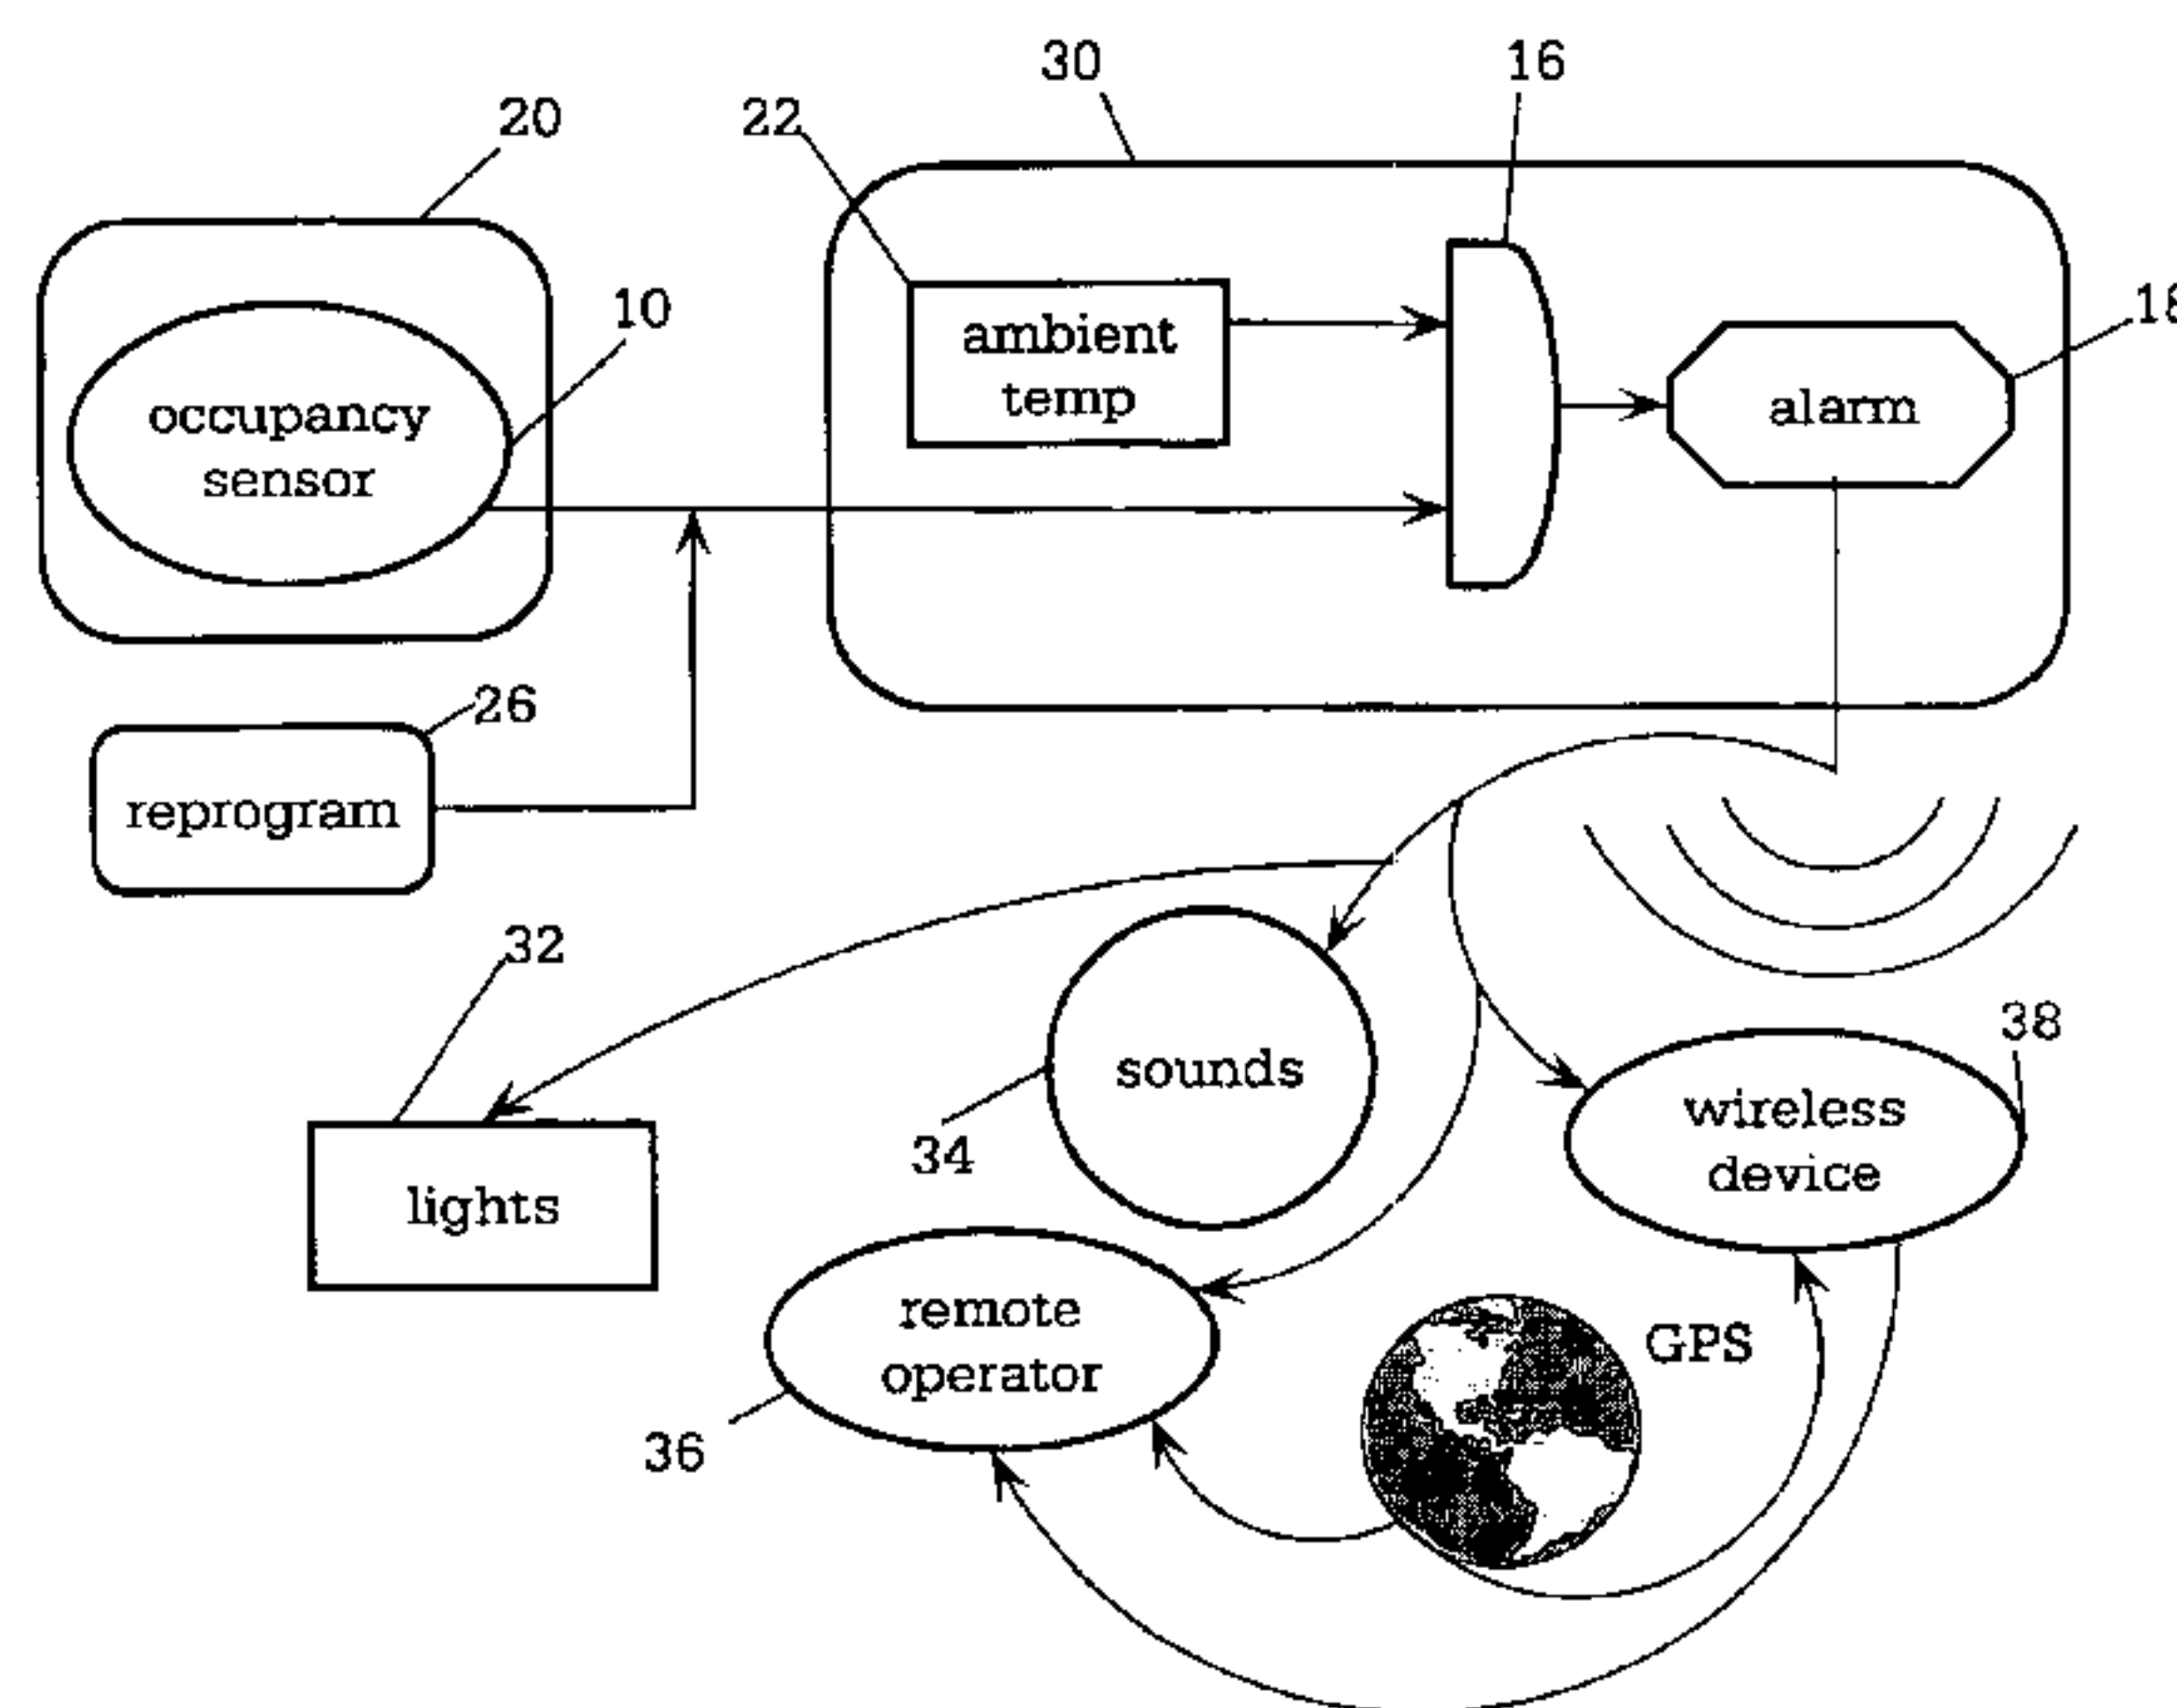 30
16
20
22
10
18
occupancy
sensor
ambient
temp
alarm
26
reprogram
32
38
sounds
34
wireless
device
lights
remote
operator
GPS
36